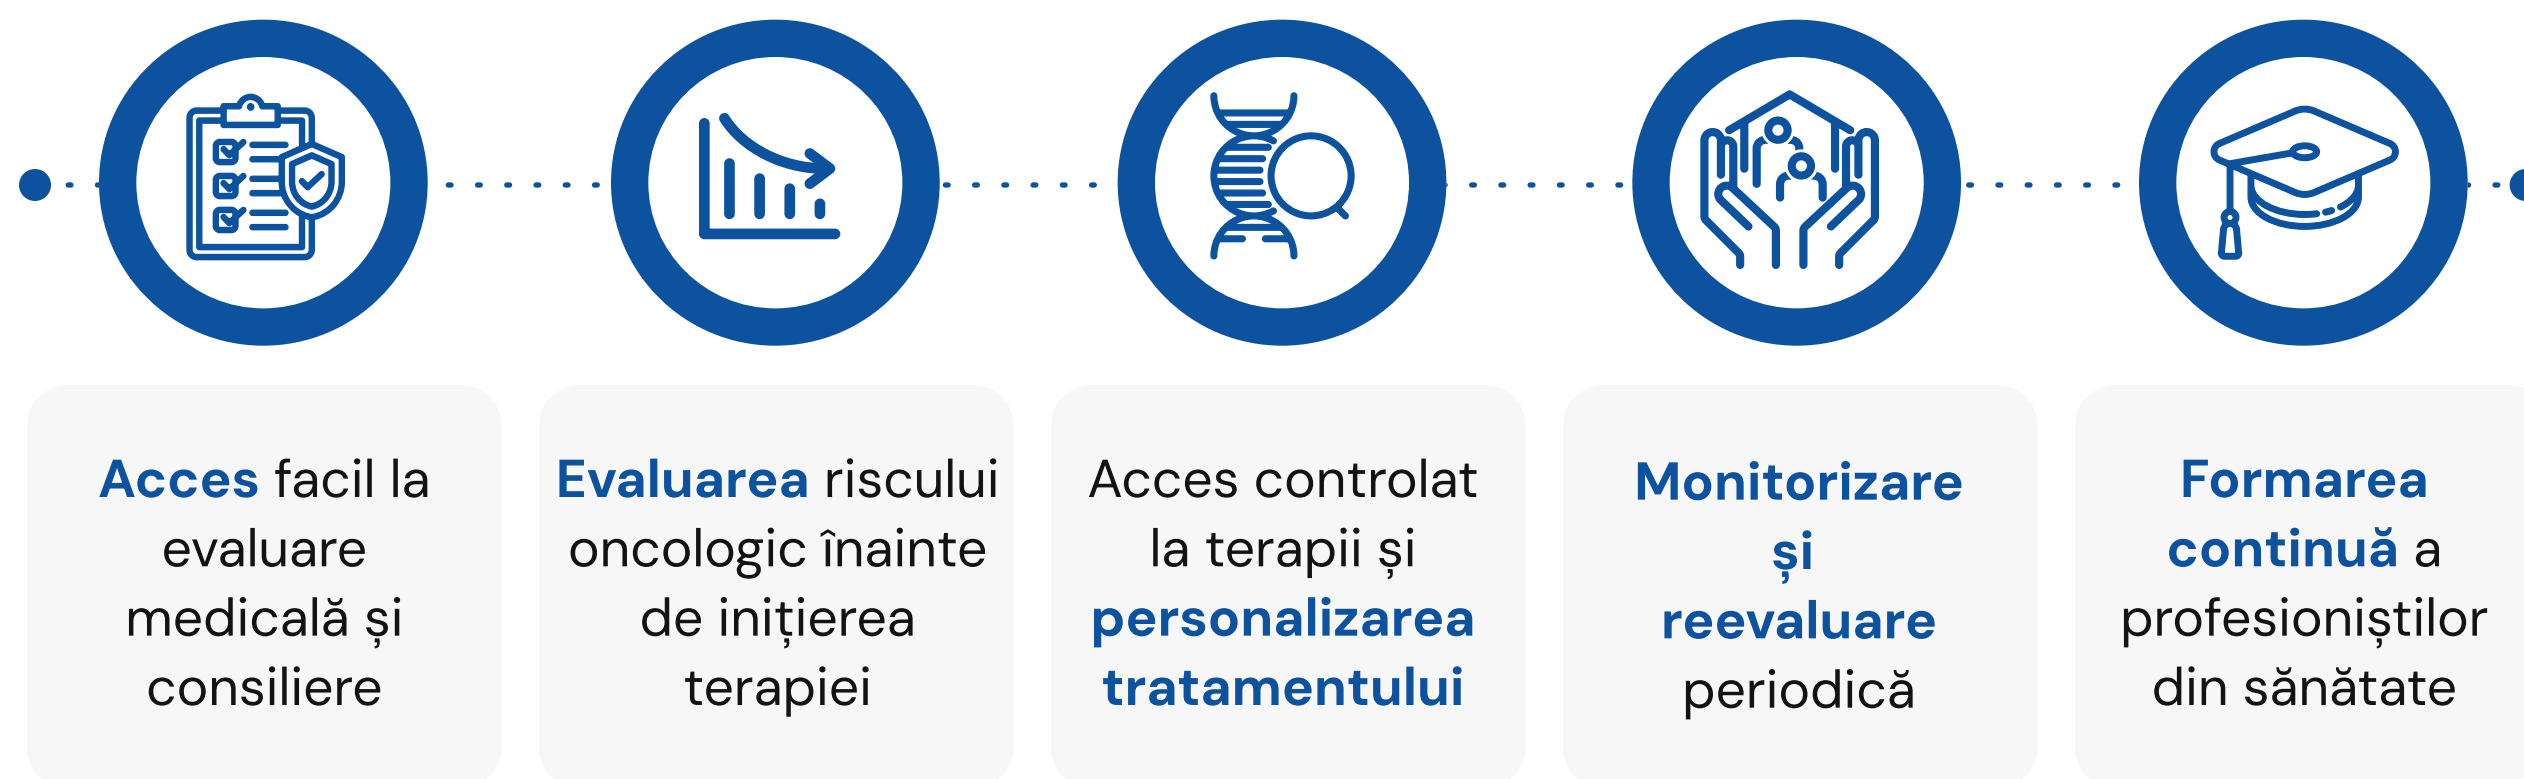 Acces facil la
evaluare
medicală și
consiliere
Evaluarea riscului
oncologic înainte
de inițierea
terapiei
Acces controlat
la terapii și
personalizarea
tratamentului
Monitorizare
și
reevaluare
periodică
Formarea
continuă a
profesioniștilor
din sănătate